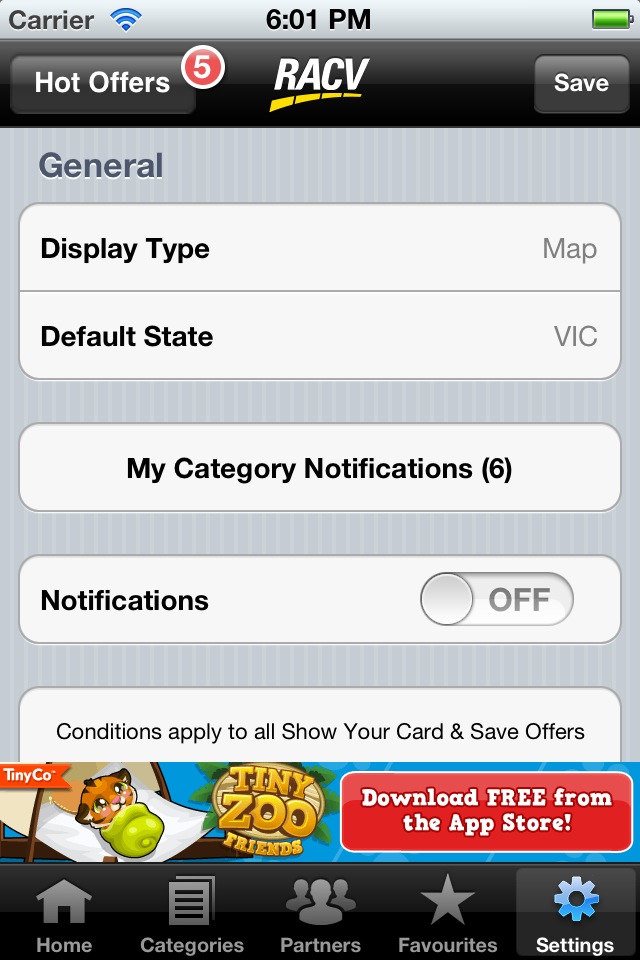 Carrier 6:01 PM
Hot Offers 5 RACV Save
General
Display Type Map
Default State VIC
My Category Notifications (6)
Notifications OFF
Conditions apply to all Show Your Card & Save Offers
TinyCo™
TINY
ZOO
FRIENDS
Download FREE from
the App Store!
Home Categories Partners Favourites Settings